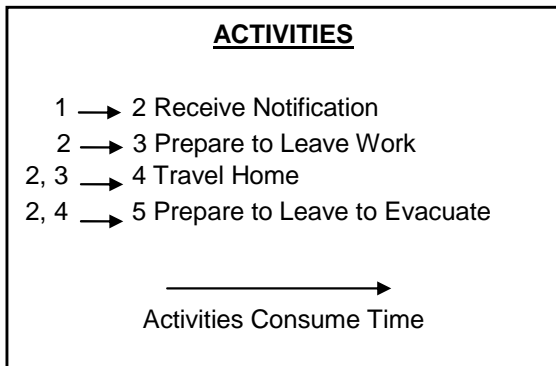 ACTIVITIES
1 → 2 Receive Notification
2 → 3 Prepare to Leave Work
2, 3 → 4 Travel Home
2, 4 → 5 Prepare to Leave to Evacuate
Activities Consume Time